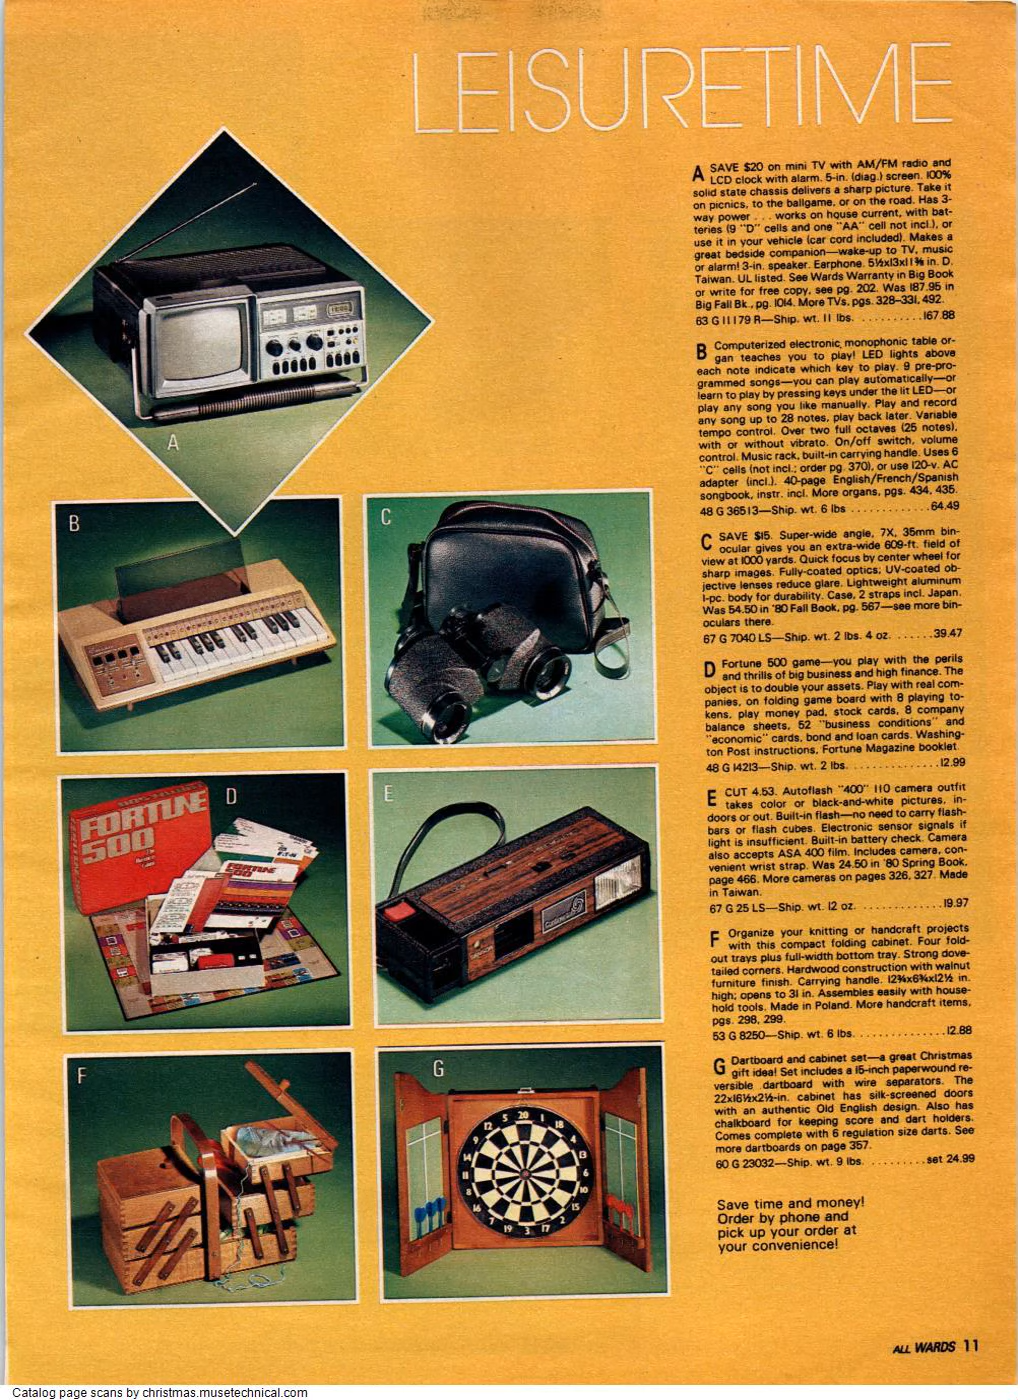 LEISURETIME
A SAVE $20 on mini TV with AM/FM radio and
LCD clock with alarm. 5-in. (diag.) screen. 100%
solid state chassis delivers a sharp picture. Take it
on picnics, to the ballgame, or on the road. Has 3-
way power . . . works on house current, with bat-
teries (9 "D" cells and one "AA" cell not incl.), or
use it in your vehicle (car cord included). Makes a
great bedside companion—wake-up to TV, music
or alarm! 3-in. speaker. Earphone. 5½x13x11⅜ in. D.
Taiwan. UL listed. See Wards Warranty in Big Book
or write for free copy, see pg. 202. Was 187.95 in
Big Fall Bk., pg. 1014. More TVs, pgs. 328–331, 492.
63 G 11179 R—Ship. wt. 11 lbs. . . . . . . . . . . 167.88
B Computerized electronic, monophonic table or-
gan teaches you to play! LED lights above
each note indicate which key to play. 9 pre-pro-
grammed songs—you can play automatically—or
learn to play by pressing keys under the lit LED—or
play any song you like manually. Play and record
any song up to 28 notes, play back later. Variable
tempo control. Over two full octaves (25 notes),
with or without vibrato. On/off switch, volume
control. Music rack, built-in carrying handle. Uses 6
"C" cells (not incl.; order pg. 370), or use 120-v. AC
adapter (incl.). 40-page English/French/Spanish
songbook, instr. incl. More organs, pgs. 434, 435.
48 G 36513—Ship. wt. 6 lbs . . . . . . . . . . . . 64.49
C SAVE $15. Super-wide angle, 7X, 35mm bin-
ocular gives you an extra-wide 609-ft. field of
view at 1000 yards. Quick focus by center wheel for
sharp images. Fully-coated optics; UV-coated ob-
jective lenses reduce glare. Lightweight aluminum
1-pc. body for durability. Case, 2 straps incl. Japan.
Was 54.50 in '80 Fall Book, pg. 567—see more bin-
oculars there.
67 G 7040 LS—Ship. wt. 2 lbs. 4 oz. . . . . . . . 39.47
D Fortune 500 game—you play with the perils
and thrills of big business and high finance. The
object is to double your assets. Play with real com-
panies, on folding game board with 8 playing to-
kens, play money pad, stock cards, 8 company
balance sheets, 52 "business conditions" and
"economic" cards, bond and loan cards. Washing-
ton Post instructions, Fortune Magazine booklet.
48 G 14213—Ship. wt. 2 lbs. . . . . . . . . . . . . . . . 12.99
E CUT 4.53. Autoflash "400" 110 camera outfit
takes color or black-and-white pictures, in-
doors or out. Built-in flash—no need to carry flash-
bars or flash cubes. Electronic sensor signals if
light is insufficient. Built-in battery check. Camera
also accepts ASA 400 film. Includes camera, con-
venient wrist strap. Was 24.50 in '80 Spring Book,
page 466. More cameras on pages 326, 327. Made
in Taiwan.
67 G 25 LS—Ship. wt. 12 oz. . . . . . . . . . . . . . . 19.97
F Organize your knitting or handcraft projects
with this compact folding cabinet. Four fold-
out trays plus full-width bottom tray. Strong dove-
tailed corners. Hardwood construction with walnut
furniture finish. Carrying handle. 12¾x6¾x12½ in.
high; opens to 31 in. Assembles easily with house-
hold tools. Made in Poland. More handcraft items,
pgs. 298, 299.
53 G 8250—Ship. wt. 6 lbs. . . . . . . . . . . . . . . . 12.88
G Dartboard and cabinet set—a great Christmas
gift idea! Set includes a 15-inch paperwound re-
versible dartboard with wire separators. The
22x16½x2½-in. cabinet has silk-screened doors
with an authentic Old English design. Also has
chalkboard for keeping score and dart holders.
Comes complete with 6 regulation size darts. See
more dartboards on page 357.
60 G 23032—Ship. wt. 9 lbs. . . . . . . . . . set 24.99
Save time and money!
Order by phone and
pick up your order at
your convenience!
A
B
C
D
FORTUNE
500
FORTUNE
500
E
F
G
20 1 18 4 13 6 10 15 2 17 3 19 7 16 8 11 14 9 12 5
ALL WARDS 11
Catalog page scans by christmas.musetechnical.com